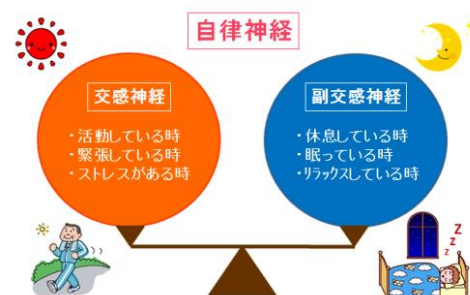 自律神経
交感神経
・活動している時
・緊張している時
・ストレスがある時
副交感神経
・休息している時
・眠っている時
・リラックスしている時
z
z
z